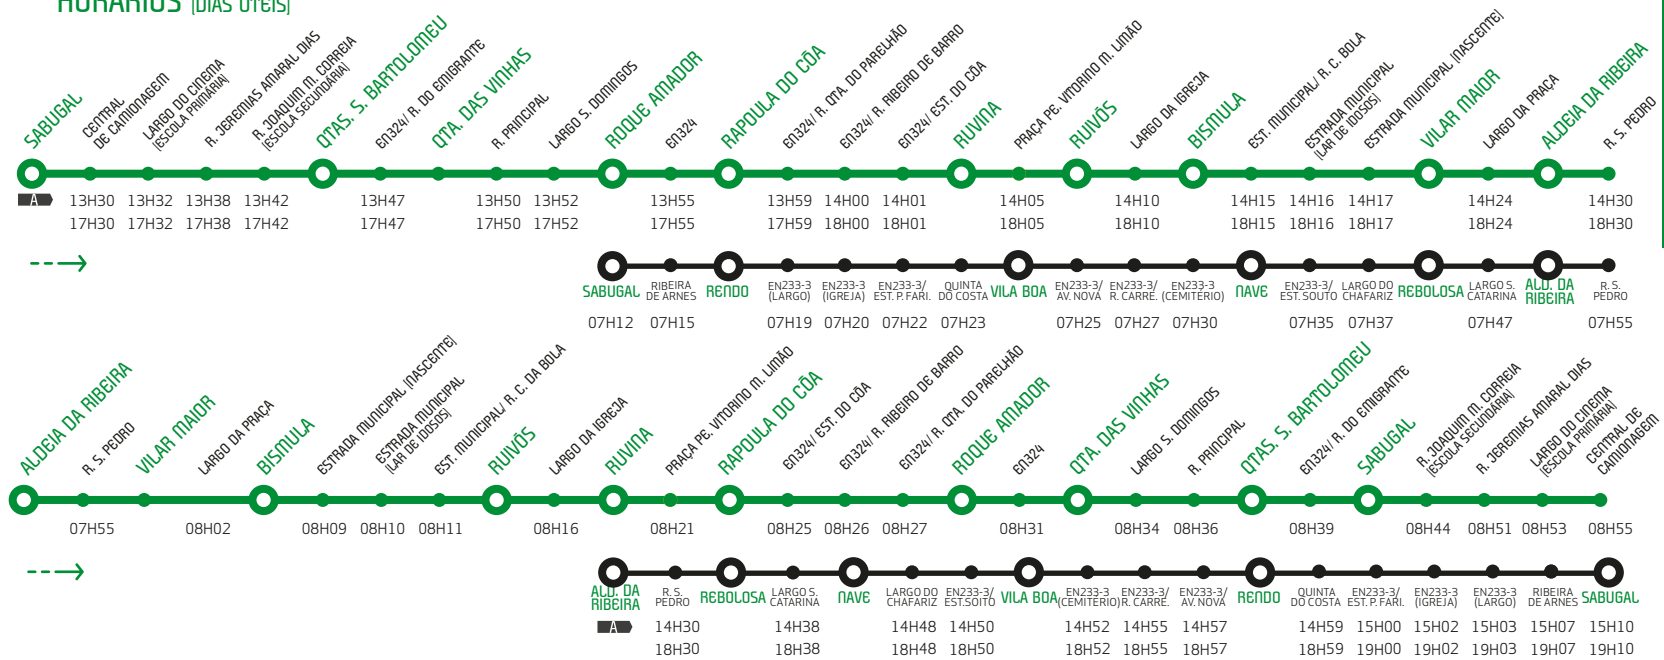 HORÁRIOS [DIAS ÚTEIS]
SABUGAL
CENTRAL
DE CAMIONAGEM
LARGO DO CINEMA
[ESCOLA PRIMÁRIA]
R. JEREMIAS AMARAL DIAS
R. JOAQUIM M. CORREIA
[ESCOLA SECUNDÁRIA]
QTAS. S. BARTOLOMEU
EN324/ R. DO EMIGRANTE
QTA. DAS VINHAS
R. PRINCIPAL
LARGO S. DOMINGOS
ROQUE AMADOR
EN324
RAPOULA DO CÔA
EN324/ R. QTA. DO PARELHÃO
EN324/ R. RIBEIRO DE BARRO
EN324/ EST. DO CÔA
RUVINA
PRAÇA PE. VITORINO M. LIMÃO
RUIVÓS
LARGO DA IGREJA
BISMULA
EST. MUNICIPAL/ R. C. BOLA
ESTRADA MUNICIPAL
[LAR DE IDOSOS]
ESTRADA MUNICIPAL [NASCENTE]
VILAR MAIOR
LARGO DA PRAÇA
ALDEIA DA RIBEIRA
R. S. PEDRO
A 13H30 13H32 13H38 13H42 13H47 13H50 13H52 13H55 13H59 14H00 14H01 14H05 14H10 14H15 14H16 14H17 14H24 14H30
17H30 17H32 17H38 17H42 17H47 17H50 17H52 17H55 17H59 18H00 18H01 18H05 18H10 18H15 18H16 18H17 18H24 18H30
SABUGAL
RIBEIRA
DE ARNES
RENDO
EN233-3
(LARGO)
EN233-3
(IGREJA)
EN233-3/
EST. P. FARI.
QUINTA
DO COSTA
VILA BOA
EN233-3/
AV. NOVA
EN233-3/
R. CARRE.
EN233-3
(CEMITÉRIO)
NAVE
EN233-3/
EST. SOUTO
LARGO DO
CHAFARIZ
REBOLOSA
LARGO S.
CATARINA
ALD. DA
RIBEIRA
R. S.
PEDRO
07H12 07H15 07H19 07H20 07H22 07H23 07H25 07H27 07H30 07H35 07H37 07H47 07H55
ALDEIA DA RIBEIRA
R. S. PEDRO
VILAR MAIOR
LARGO DA PRAÇA
BISMULA
ESTRADA MUNICIPAL [NASCENTE]
ESTRADA MUNICIPAL
[LAR DE IDOSOS]
EST. MUNICIPAL/ R. C. DA BOLA
RUIVÓS
LARGO DA IGREJA
RUVINA
PRAÇA PE. VITORINO M. LIMÃO
RAPOULA DO CÔA
EN324/ EST. DO CÔA
EN324/ R. RIBEIRO DE BARRO
EN324/ R. QTA. DO PARELHÃO
ROQUE AMADOR
EN324
QTA. DAS VINHAS
LARGO S. DOMINGOS
R. PRINCIPAL
QTAS. S. BARTOLOMEU
EN324/ R. DO EMIGRANTE
SABUGAL
R. JOAQUIM M. CORREIA
[ESCOLA SECUNDÁRIA]
R. JEREMIAS AMARAL DIAS
LARGO DO CINEMA
[ESCOLA PRIMÁRIA]
CENTRAL DE
CAMIONAGEM
07H55 08H02 08H09 08H10 08H11 08H16 08H21 08H25 08H26 08H27 08H31 08H34 08H36 08H39 08H44 08H51 08H53 08H55
ALD. DA
RIBEIRA
R. S.
PEDRO
REBOLOSA
LARGO S.
CATARINA
NAVE
LARGO DO
CHAFARIZ
EN233-3/
EST.SOITO
VILA BOA
EN233-3/
(CEMITÉRIO)
EN233-3/
R. CARRE.
EN233-3/
AV. NOVA
RENDO
QUINTA
DO COSTA
EN233-3/
EST. P. FARI.
EN233-3
(IGREJA)
EN233-3
(LARGO)
RIBEIRA
DE ARNES
SABUGAL
A 14H30 14H38 14H48 14H50 14H52 14H55 14H57 14H59 15H00 15H02 15H03 15H07 15H10
18H30 18H38 18H48 18H50 18H52 18H55 18H57 18H59 19H00 19H02 19H03 19H07 19H10